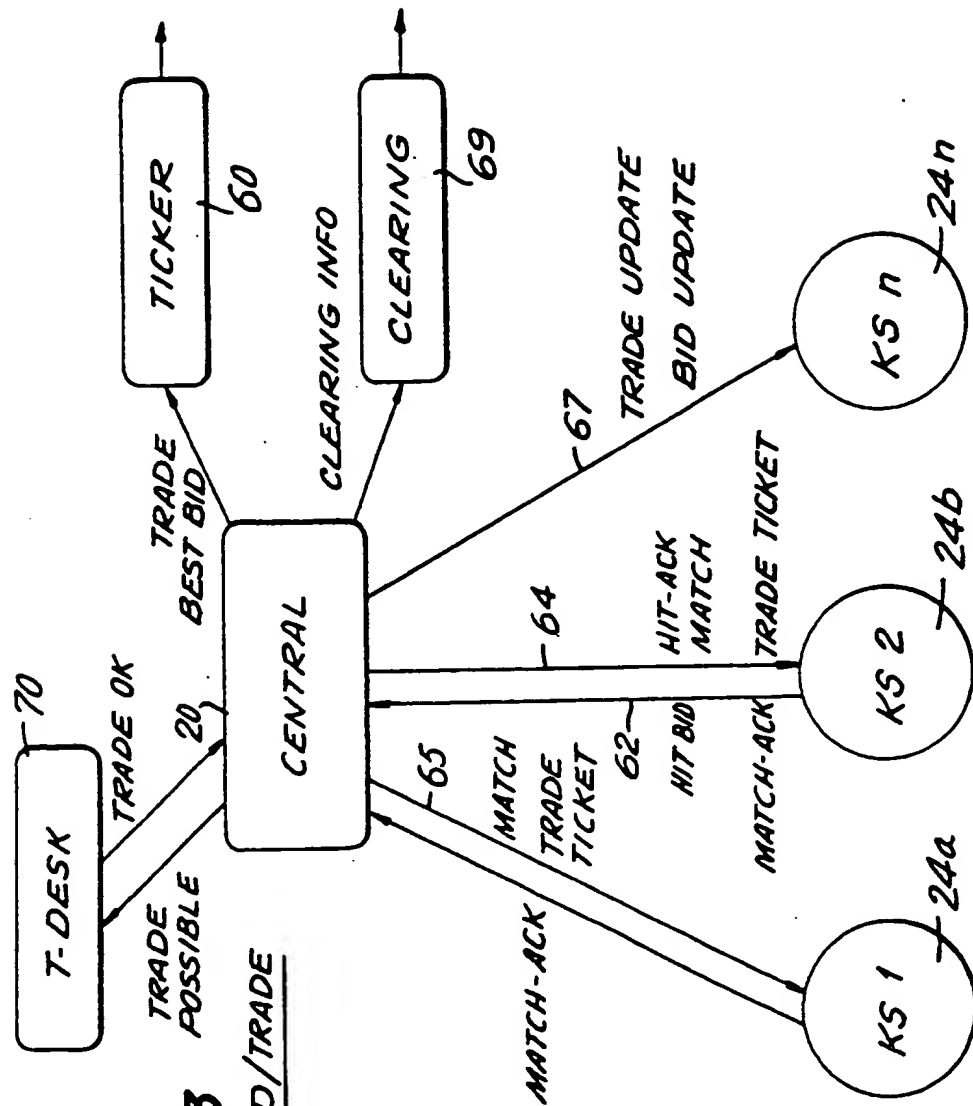 70
T-DESK
TRADE OK
TRADE
POSSIBLE
20
CENTRAL
TRADE
BEST BID
TICKER
60
CLEARING INFO
CLEARING
69
3
D/TRADE
65
MATCH
TRADE
TICKET
MATCH-ACK
62
HIT BID
MATCH-ACK
64
HIT-ACK
MATCH
TRADE TICKET
67
TRADE UPDATE
BID UPDATE
KS 1
24a
KS 2
24b
KS n
24n